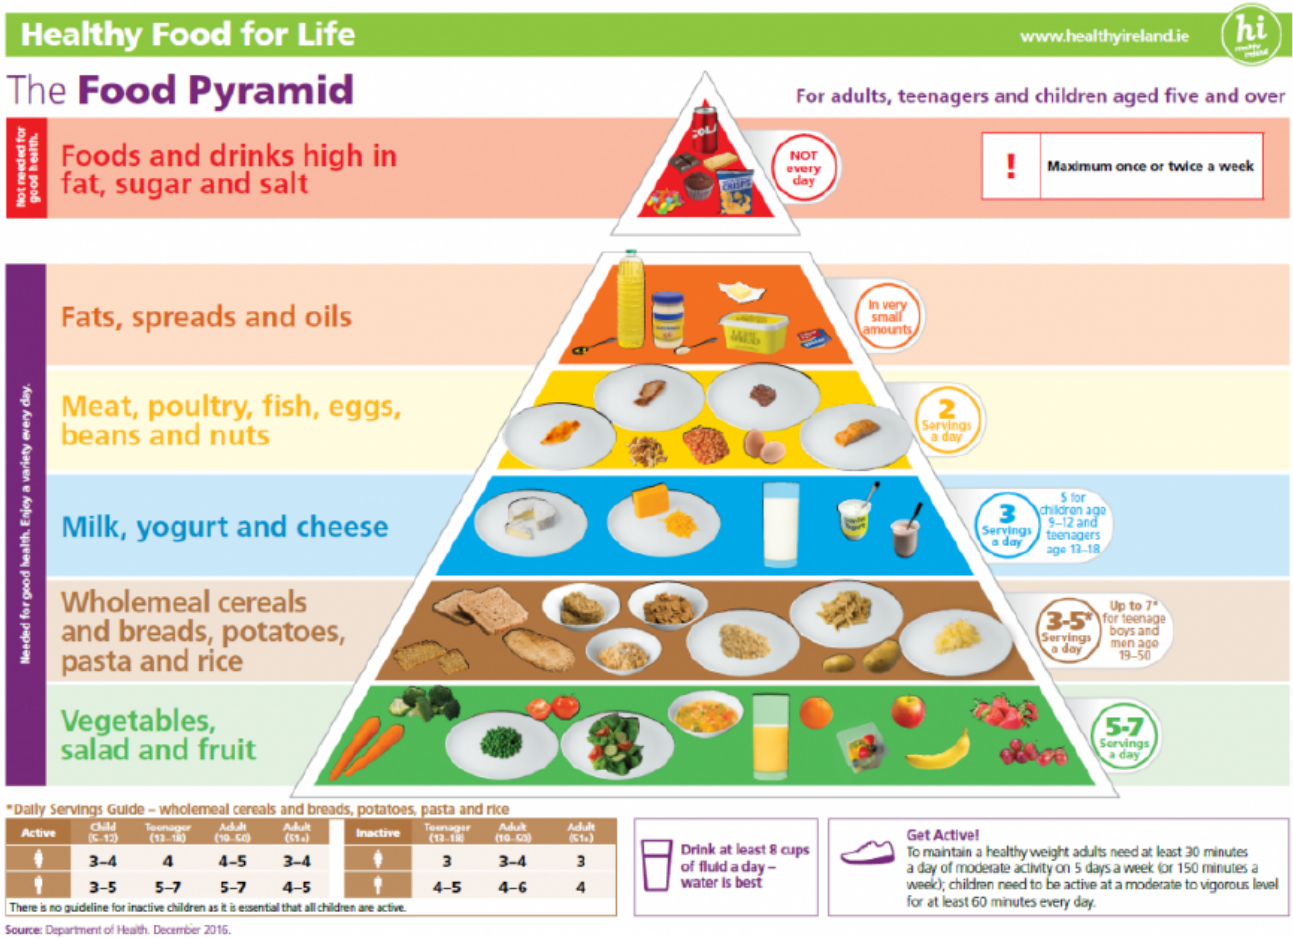 Healthy Food for Life
www.healthyireland.ie
hi
The Food Pyramid
For adults, teenagers and children aged five and over
Not needed for
good health.
Foods and drinks high in
fat, sugar and salt
COLA
CRISPS
NOT
every
day
!
Maximum once or twice a week
Needed for good health. Enjoy a variety every day.
Fats, spreads and oils
In very
small
amounts
Meat, poultry, fish, eggs,
beans and nuts
2
Servings
a day
Milk, yogurt and cheese
3
Servings
a day
5 for
children age
9–12 and
teenagers
age 13–18
Wholemeal cereals
and breads, potatoes,
pasta and rice
3-5*
Servings
a day
Up to 7*
for teenage
boys and
men age
19–50
Vegetables,
salad and fruit
5-7
Servings
a day
*Daily Servings Guide – wholemeal cereals and breads, potatoes, pasta and rice
Active Child (5–12) Teenager (13–18) Adult (19–50) Adult (51+)
3–4 4 4–5 3–4
3–5 5–7 5–7 4–5
Inactive Teenager (13–18) Adult (19–50) Adult (51+)
3 3–4 3
4–5 4–6 4
There is no guideline for inactive children as it is essential that all children are active.
Drink at least 8 cups
of fluid a day –
water is best
Get Active!
To maintain a healthy weight adults need at least 30 minutes
a day of moderate activity on 5 days a week (or 150 minutes a
week); children need to be active at a moderate to vigorous level
for at least 60 minutes every day.
Source: Department of Health. December 2016.